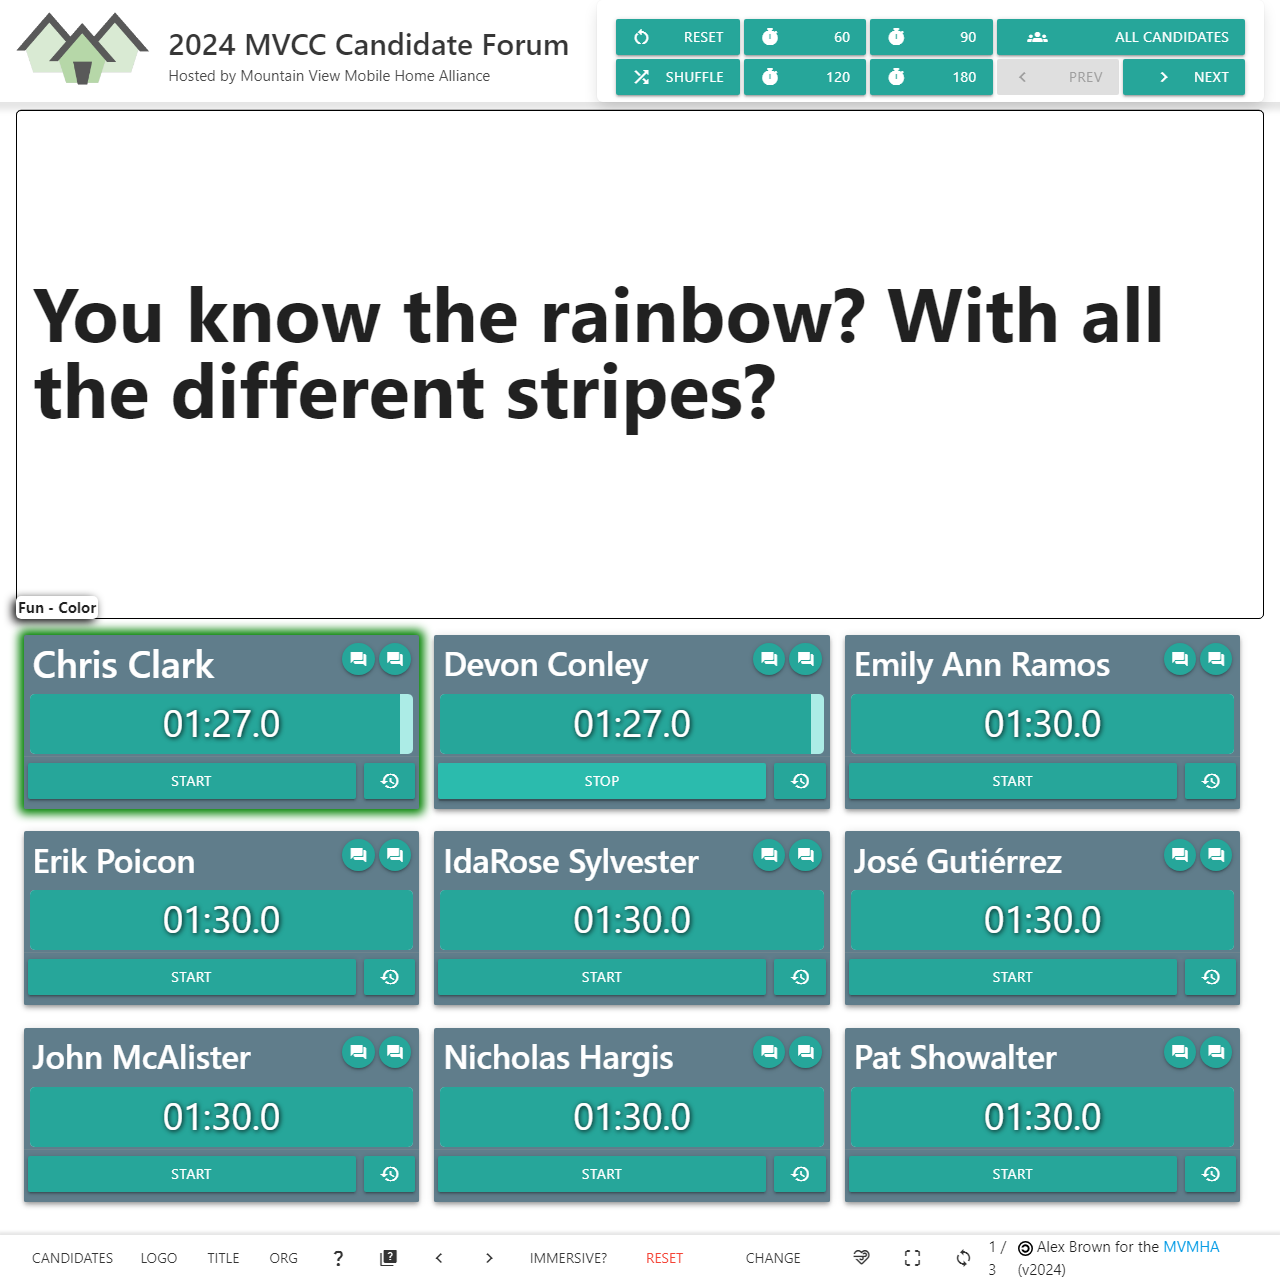 2024 MVCC Candidate Forum
Hosted by Mountain View Mobile Home Alliance
RESET 60 90 ALL CANDIDATES
SHUFFLE 120 180 PREV NEXT
You know the rainbow? With all
the different stripes?
Fun - Color
Chris Clark
01:27.0
START
Devon Conley
01:27.0
STOP
Emily Ann Ramos
01:30.0
START
Erik Poicon
01:30.0
START
IdaRose Sylvester
01:30.0
START
José Gutiérrez
01:30.0
START
John McAlister
01:30.0
START
Nicholas Hargis
01:30.0
START
Pat Showalter
01:30.0
START
CANDIDATES LOGO TITLE ORG ? IMMERSIVE? RESET CHANGE
1 /
3
Alex Brown for the MVMHA
(v2024)